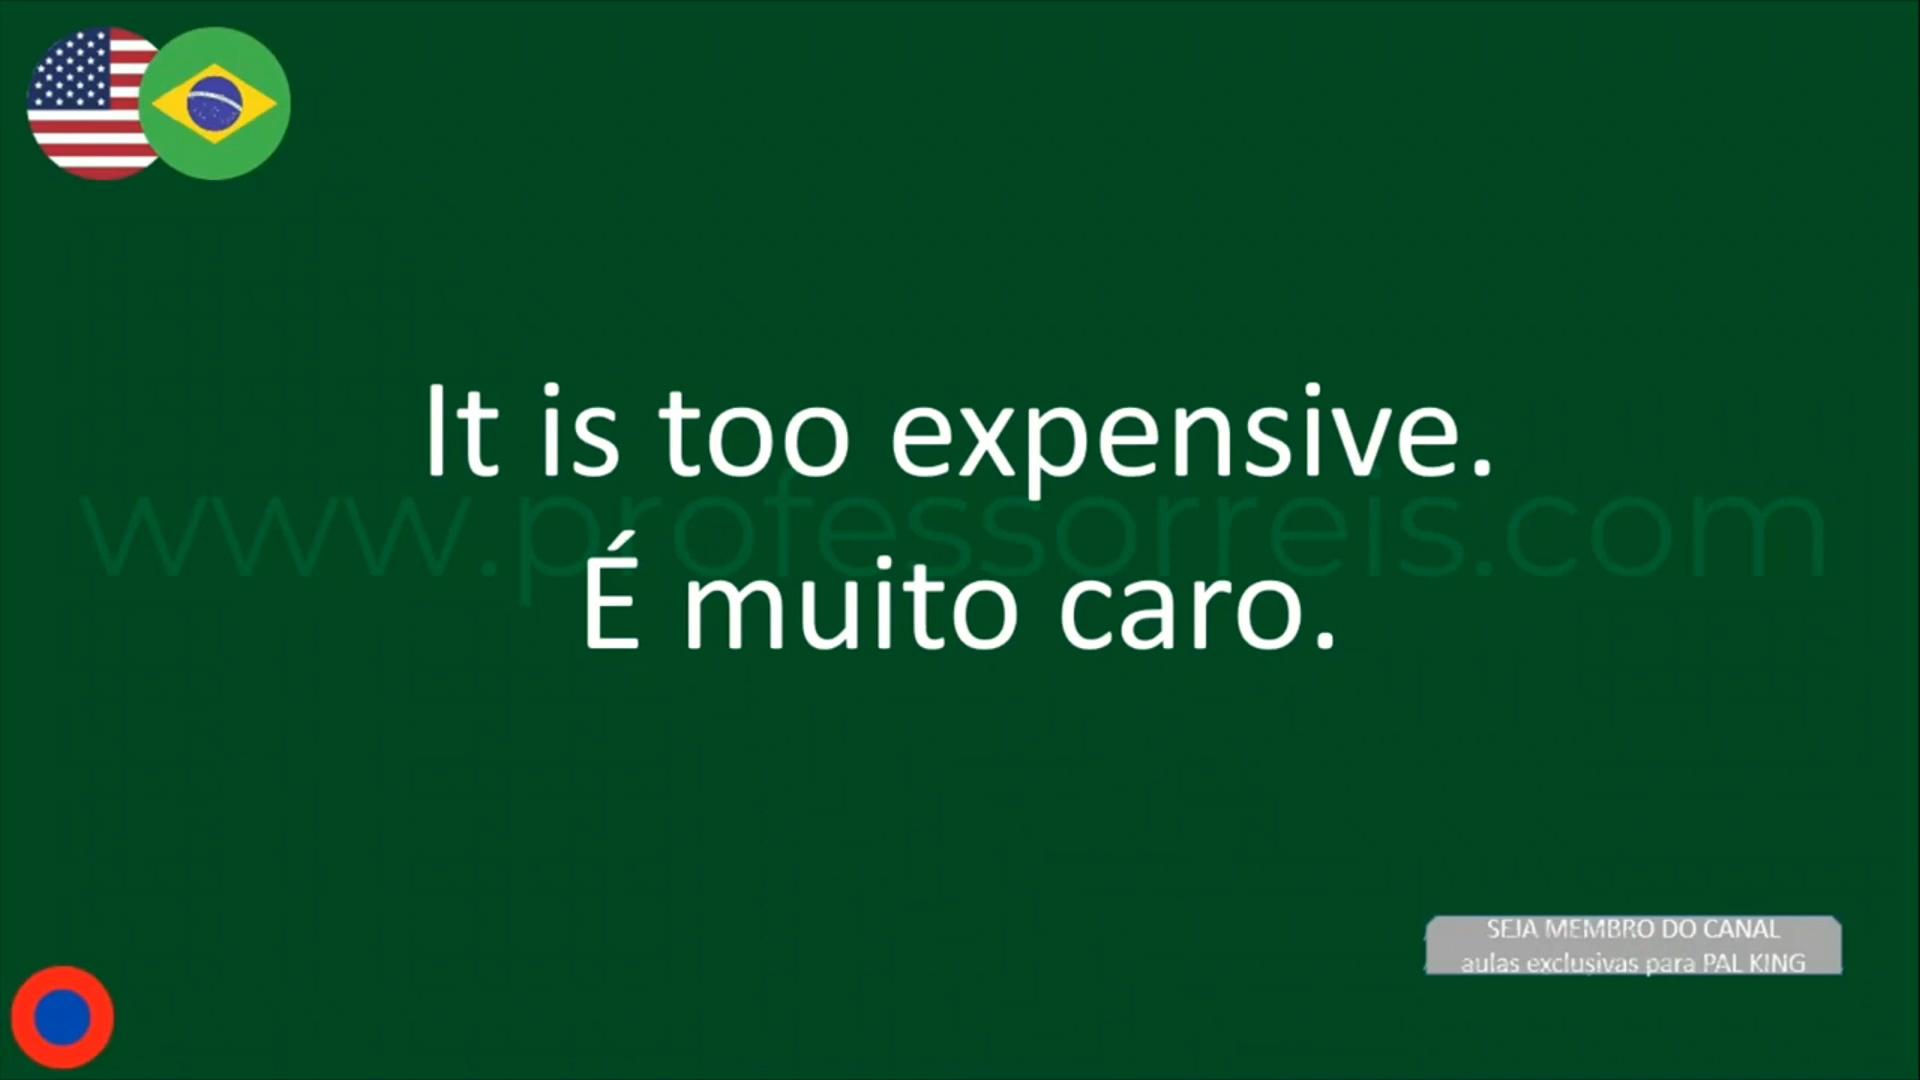 It is too expensive.
www.professorreis.com
É muito caro.
SEJA MEMBRO DO CANAL
aulas exclusivas para PAL KING